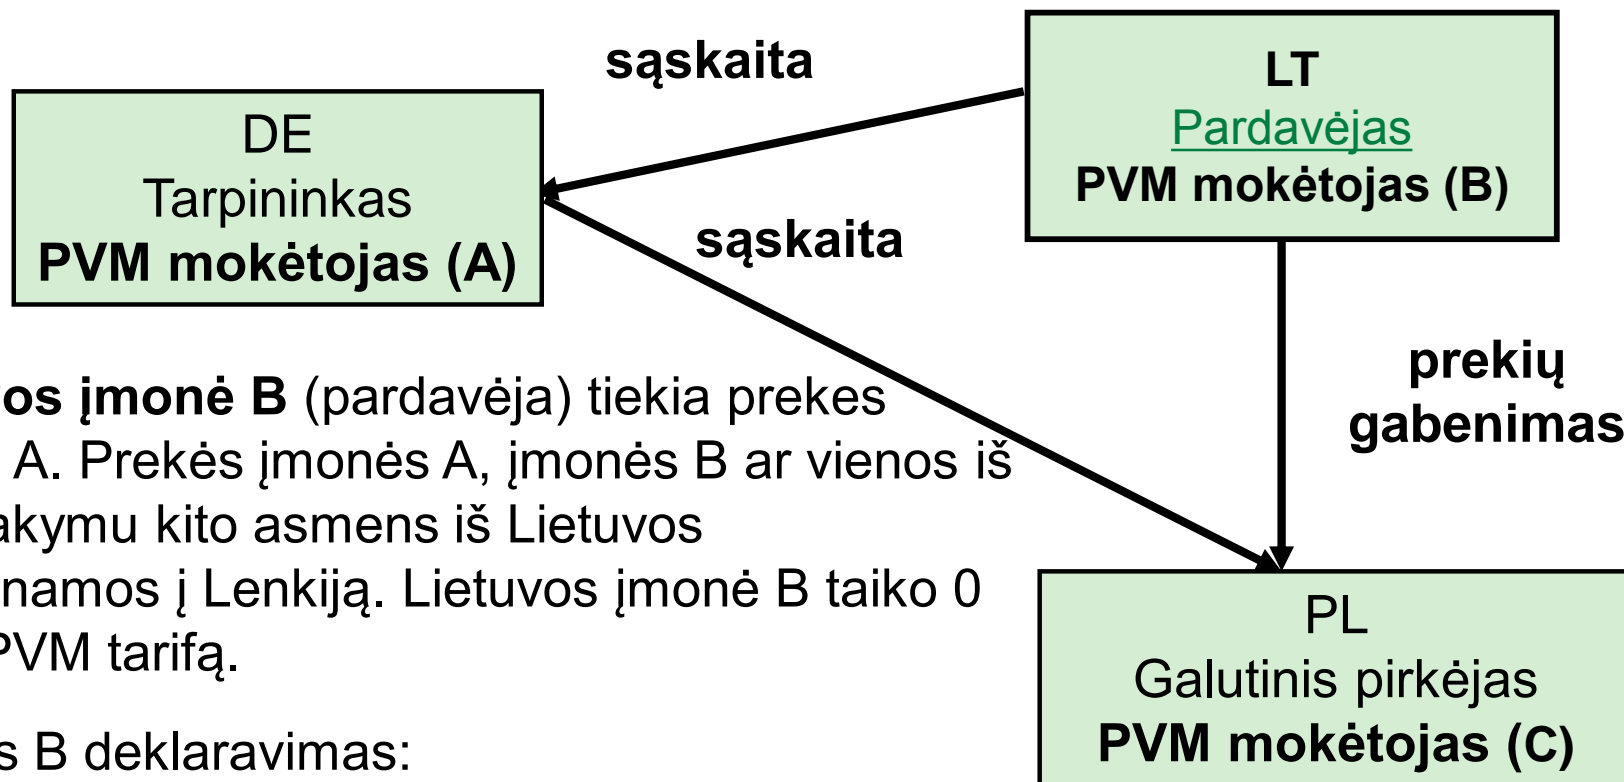 sąskaita
LT
Pardavėjas
PVM mokėtojas (B)
DE
Tarpininkas
PVM mokėtojas (A)
sąskaita
prekių
gabenimas
os įmonė B (pardavėja) tiekia prekes
A. Prekės įmonės A, įmonės B ar vienos iš
akymu kito asmens iš Lietuvos
namos į Lenkiją. Lietuvos įmonė B taiko 0
PVM tarifą.
s B deklaravimas:
PL
Galutinis pirkėjas
PVM mokėtojas (C)